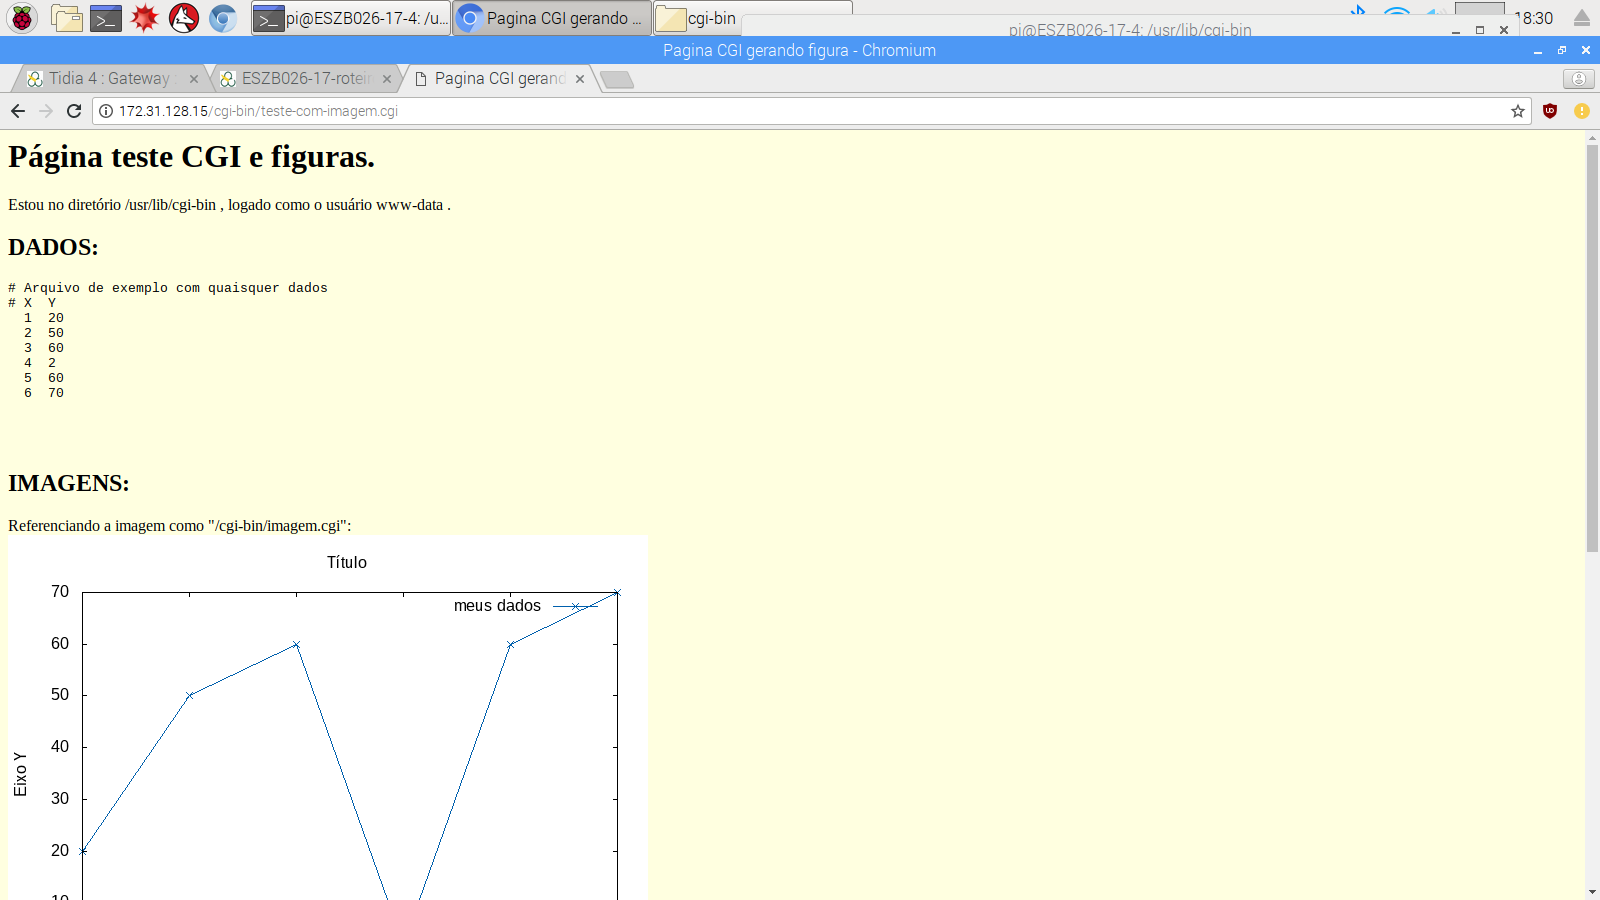 pi@ESZB026-17-4: /u...
Pagina CGI gerando ...
cgi-bin
pi@ESZB026-17-4: /usr/lib/cgi-bin
18:30
Pagina CGI gerando figura - Chromium
Tidia 4 : Gateway :
ESZB026-17-roteir
Pagina CGI gerand
172.31.128.15/cgi-bin/teste-com-imagem.cgi
Página teste CGI e figuras.
Estou no diretório /usr/lib/cgi-bin , logado como o usuário www-data .
DADOS:
# Arquivo de exemplo com quaisquer dados
# X  Y
  1  20
  2  50
  3  60
  4  2
  5  60
  6  70
IMAGENS:
Referenciando a imagem como "/cgi-bin/imagem.cgi":
Título
70
meus dados
60
50
40
Eixo Y
30
20
10